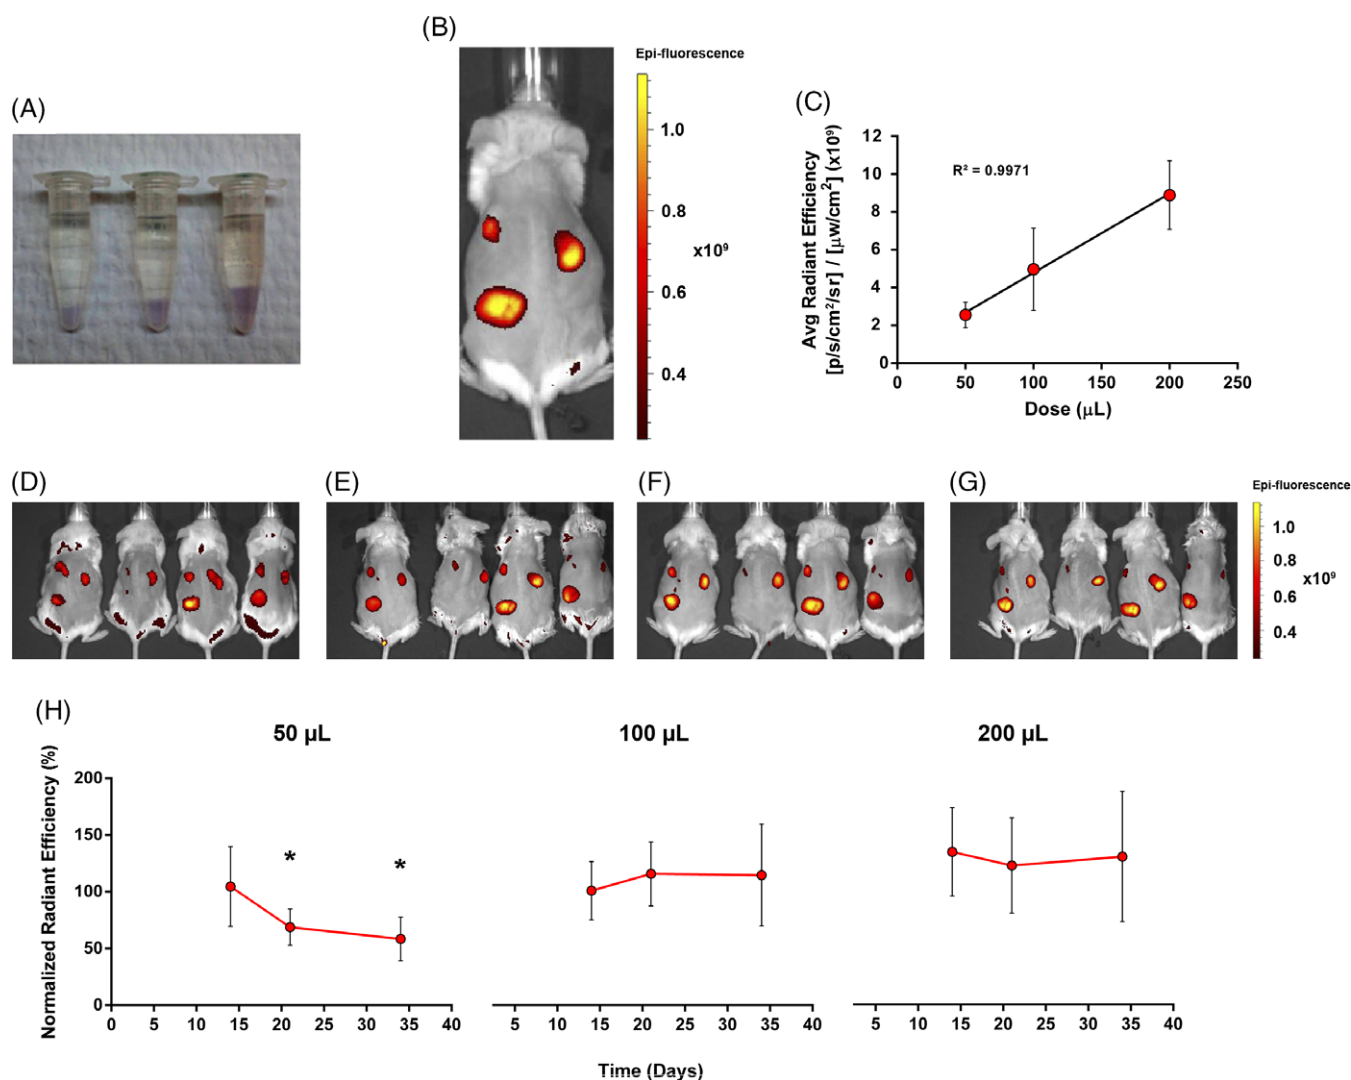 (A)
(B)
Epi-fluorescence
1.0
0.8
x10⁹
0.6
0.4
(C)
Avg Radiant Efficiency
[p/s/cm²/sr] / [µw/cm²] (x10⁹)
12
10
8
6
4
2
0
R² = 0.9971
0 50 100 150 200 250
Dose (µL)
(D)
(E)
(F)
(G)
Epi-fluorescence
1.0
0.8
x10⁹
0.6
0.4
(H)
50 µL 100 µL 200 µL
Normalized Radiant Efficiency (%)
200
150
100
50
0
* *
0 5 10 15 20 25 30 35 40
5 10 15 20 25 30 35 40
5 10 15 20 25 30 35 40
Time (Days)